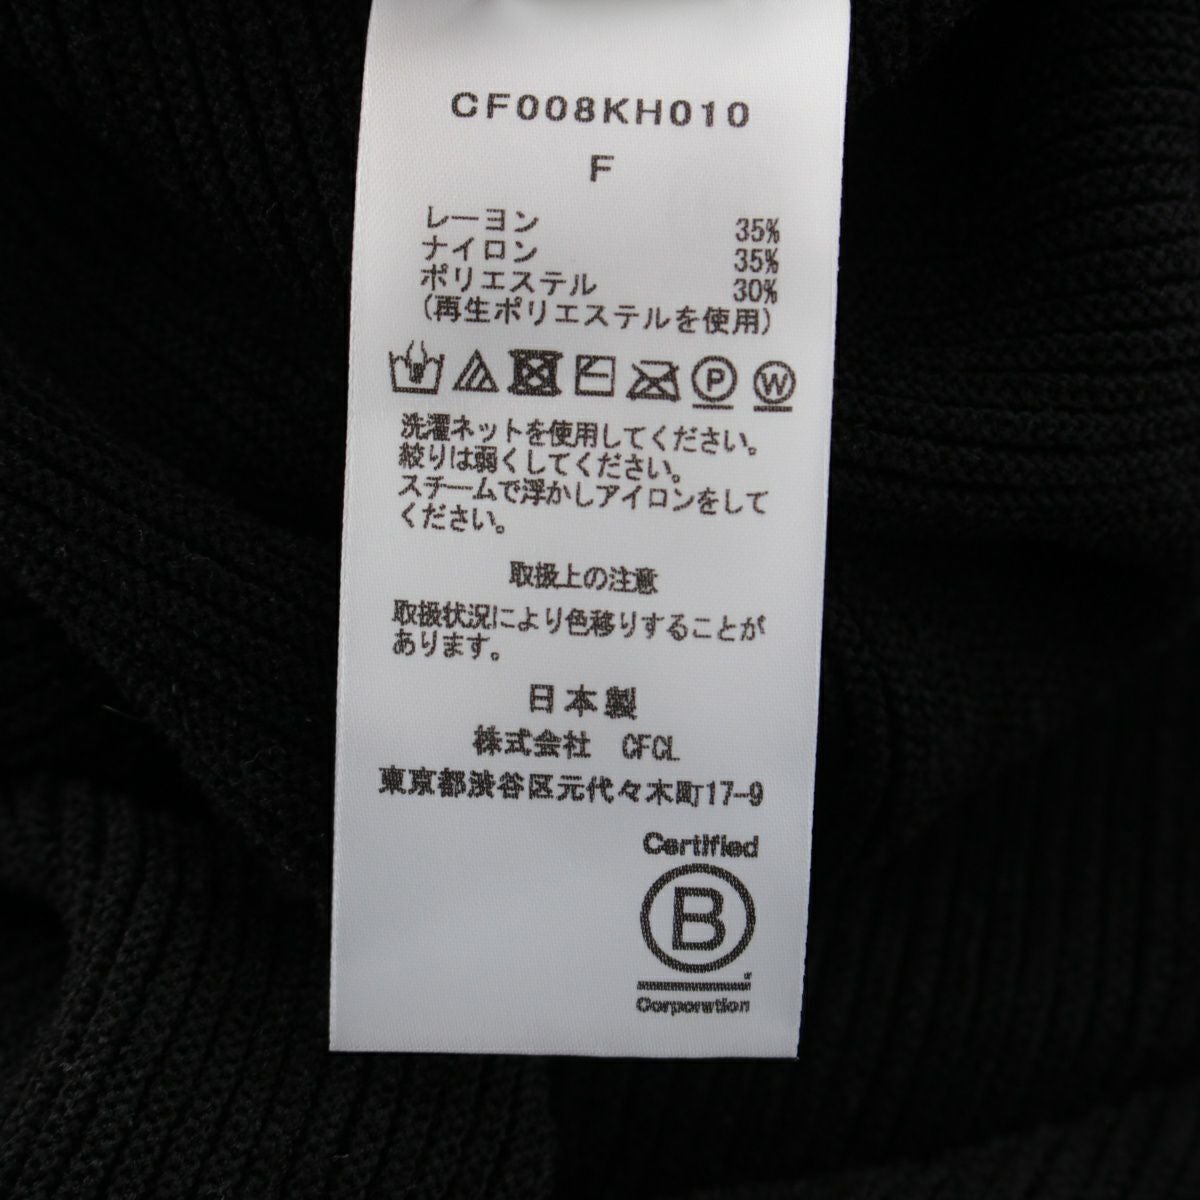 CF008KH010
F
レーヨン 35%
ナイロン 35%
ポリエステル 30%
(再生ポリエステルを使用)
P W
洗濯ネットを使用してください。
絞りは弱くしてください。
スチームで浮かしアイロンをして
ください。
取扱上の注意
取扱状況により色移りすることが
あります。
日本製
株式会社 CFCL
東京都渋谷区元代々木町17-9
Certified
B
Corporation